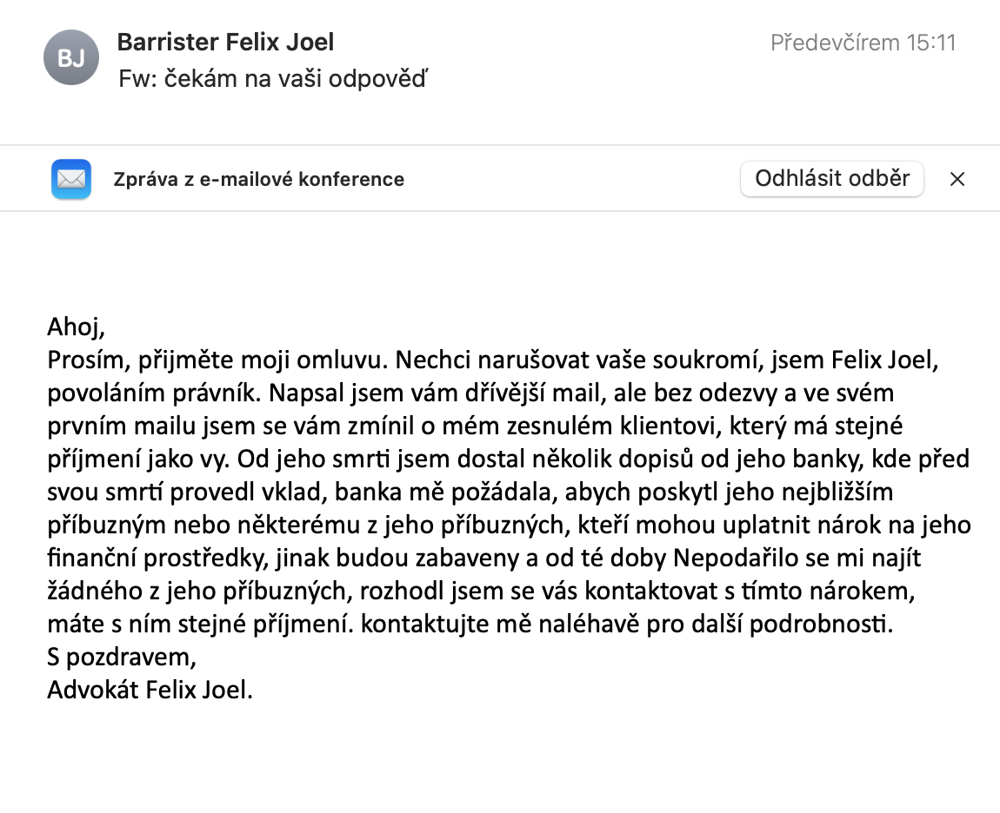 BJ
Barrister Felix Joel
Předevčírem 15:11
Fw: čekám na vaši odpověď
Zpráva z e-mailové konference
Odhlásit odběr
Ahoj,
Prosím, přijměte moji omluvu. Nechci narušovat vaše soukromí, jsem Felix Joel,
povoláním právník. Napsal jsem vám dřívější mail, ale bez odezvy a ve svém
prvním mailu jsem se vám zmínil o mém zesnulém klientovi, který má stejné
příjmení jako vy. Od jeho smrti jsem dostal několik dopisů od jeho banky, kde před
svou smrtí provedl vklad, banka mě požádala, abych poskytl jeho nejbližším
příbuzným nebo některému z jeho příbuzných, kteří mohou uplatnit nárok na jeho
finanční prostředky, jinak budou zabaveny a od té doby Nepodařilo se mi najít
žádného z jeho příbuzných, rozhodl jsem se vás kontaktovat s tímto nárokem,
máte s ním stejné příjmení. kontaktujte mě naléhavě pro další podrobnosti.
S pozdravem,
Advokát Felix Joel.